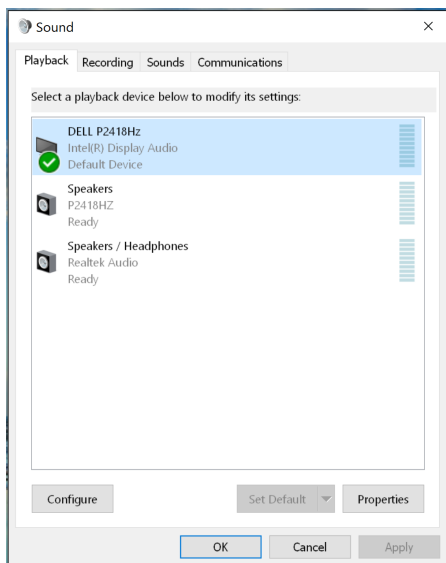 Sound
Playback
Recording
Sounds
Communications
Select a playback device below to modify its settings:
DELL P2418Hz
Intel(R) Display Audio
Default Device
Speakers
P2418HZ
Ready
Speakers / Headphones
Realtek Audio
Ready
Configure
Set Default
Properties
OK
Cancel
Apply